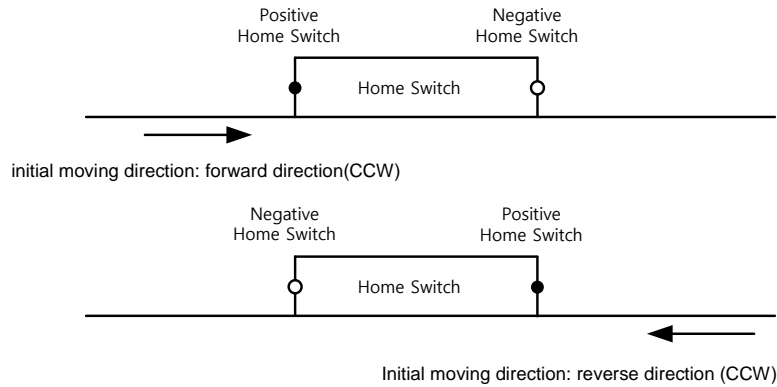 Positive
Home Switch
Negative
Home Switch
Home Switch
initial moving direction: forward direction(CCW)
Negative
Home Switch
Positive
Home Switch
Home Switch
Initial moving direction: reverse direction (CCW)